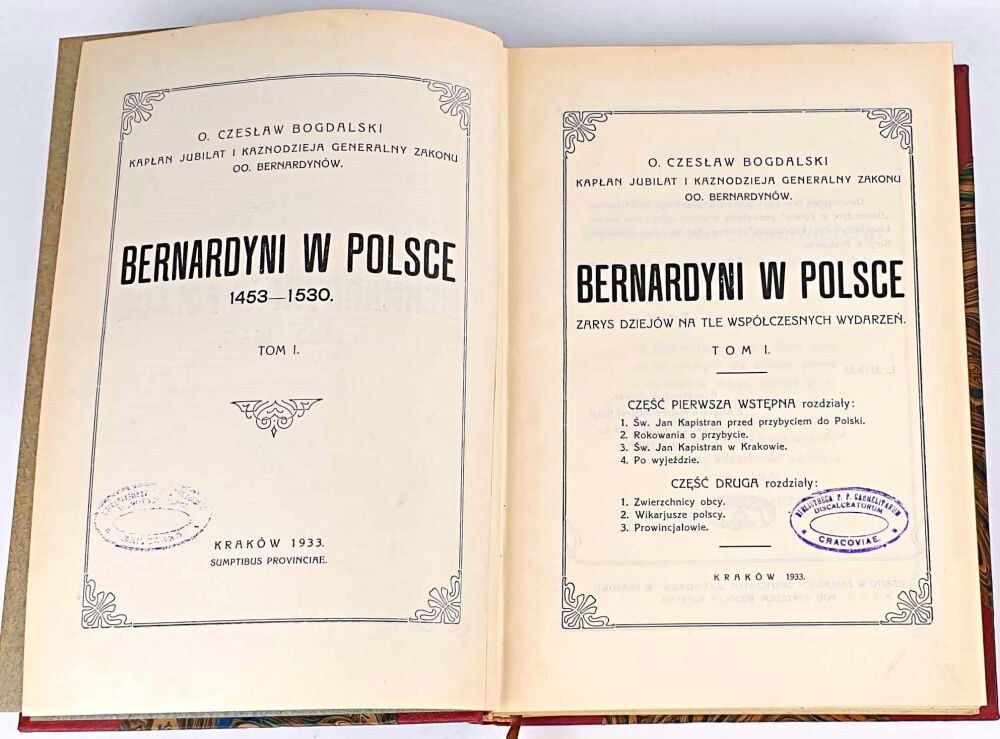 O. CZESŁAW BOGDALSKI
KAPŁAN JUBILAT I KAZNODZIEJA GENERALNY ZAKONU
OO. BERNARDYNÓW.
BERNARDYNI W POLSCE
1453—1530.
TOM I.
KRAKÓW 1933.
SUMPTIBUS PROVINCIAE.
O. CZESŁAW BOGDALSKI
KAPŁAN JUBILAT I KAZNODZIEJA GENERALNY ZAKONU
OO. BERNARDYNÓW.
BERNARDYNI W POLSCE
ZARYS DZIEJÓW NA TLE WSPÓŁCZESNYCH WYDARZEŃ.
TOM I.
CZĘŚĆ PIERWSZA WSTĘPNA rozdziały:
1. Św. Jan Kapistran przed przybyciem do Polski.
2. Rokowania o przybycie.
3. Św. Jan Kapistran w Krakowie.
4. Po wyjeździe.
CZĘŚĆ DRUGA rozdziały:
1. Zwierzchnicy obcy.
2. Wikarjusze polscy.
3. Prowincjałowie.
BIBLIOTHECA P. P. CARMELITARUM
DISCALCEATORUM
CRACOVIAE.
KRAKÓW 1933.